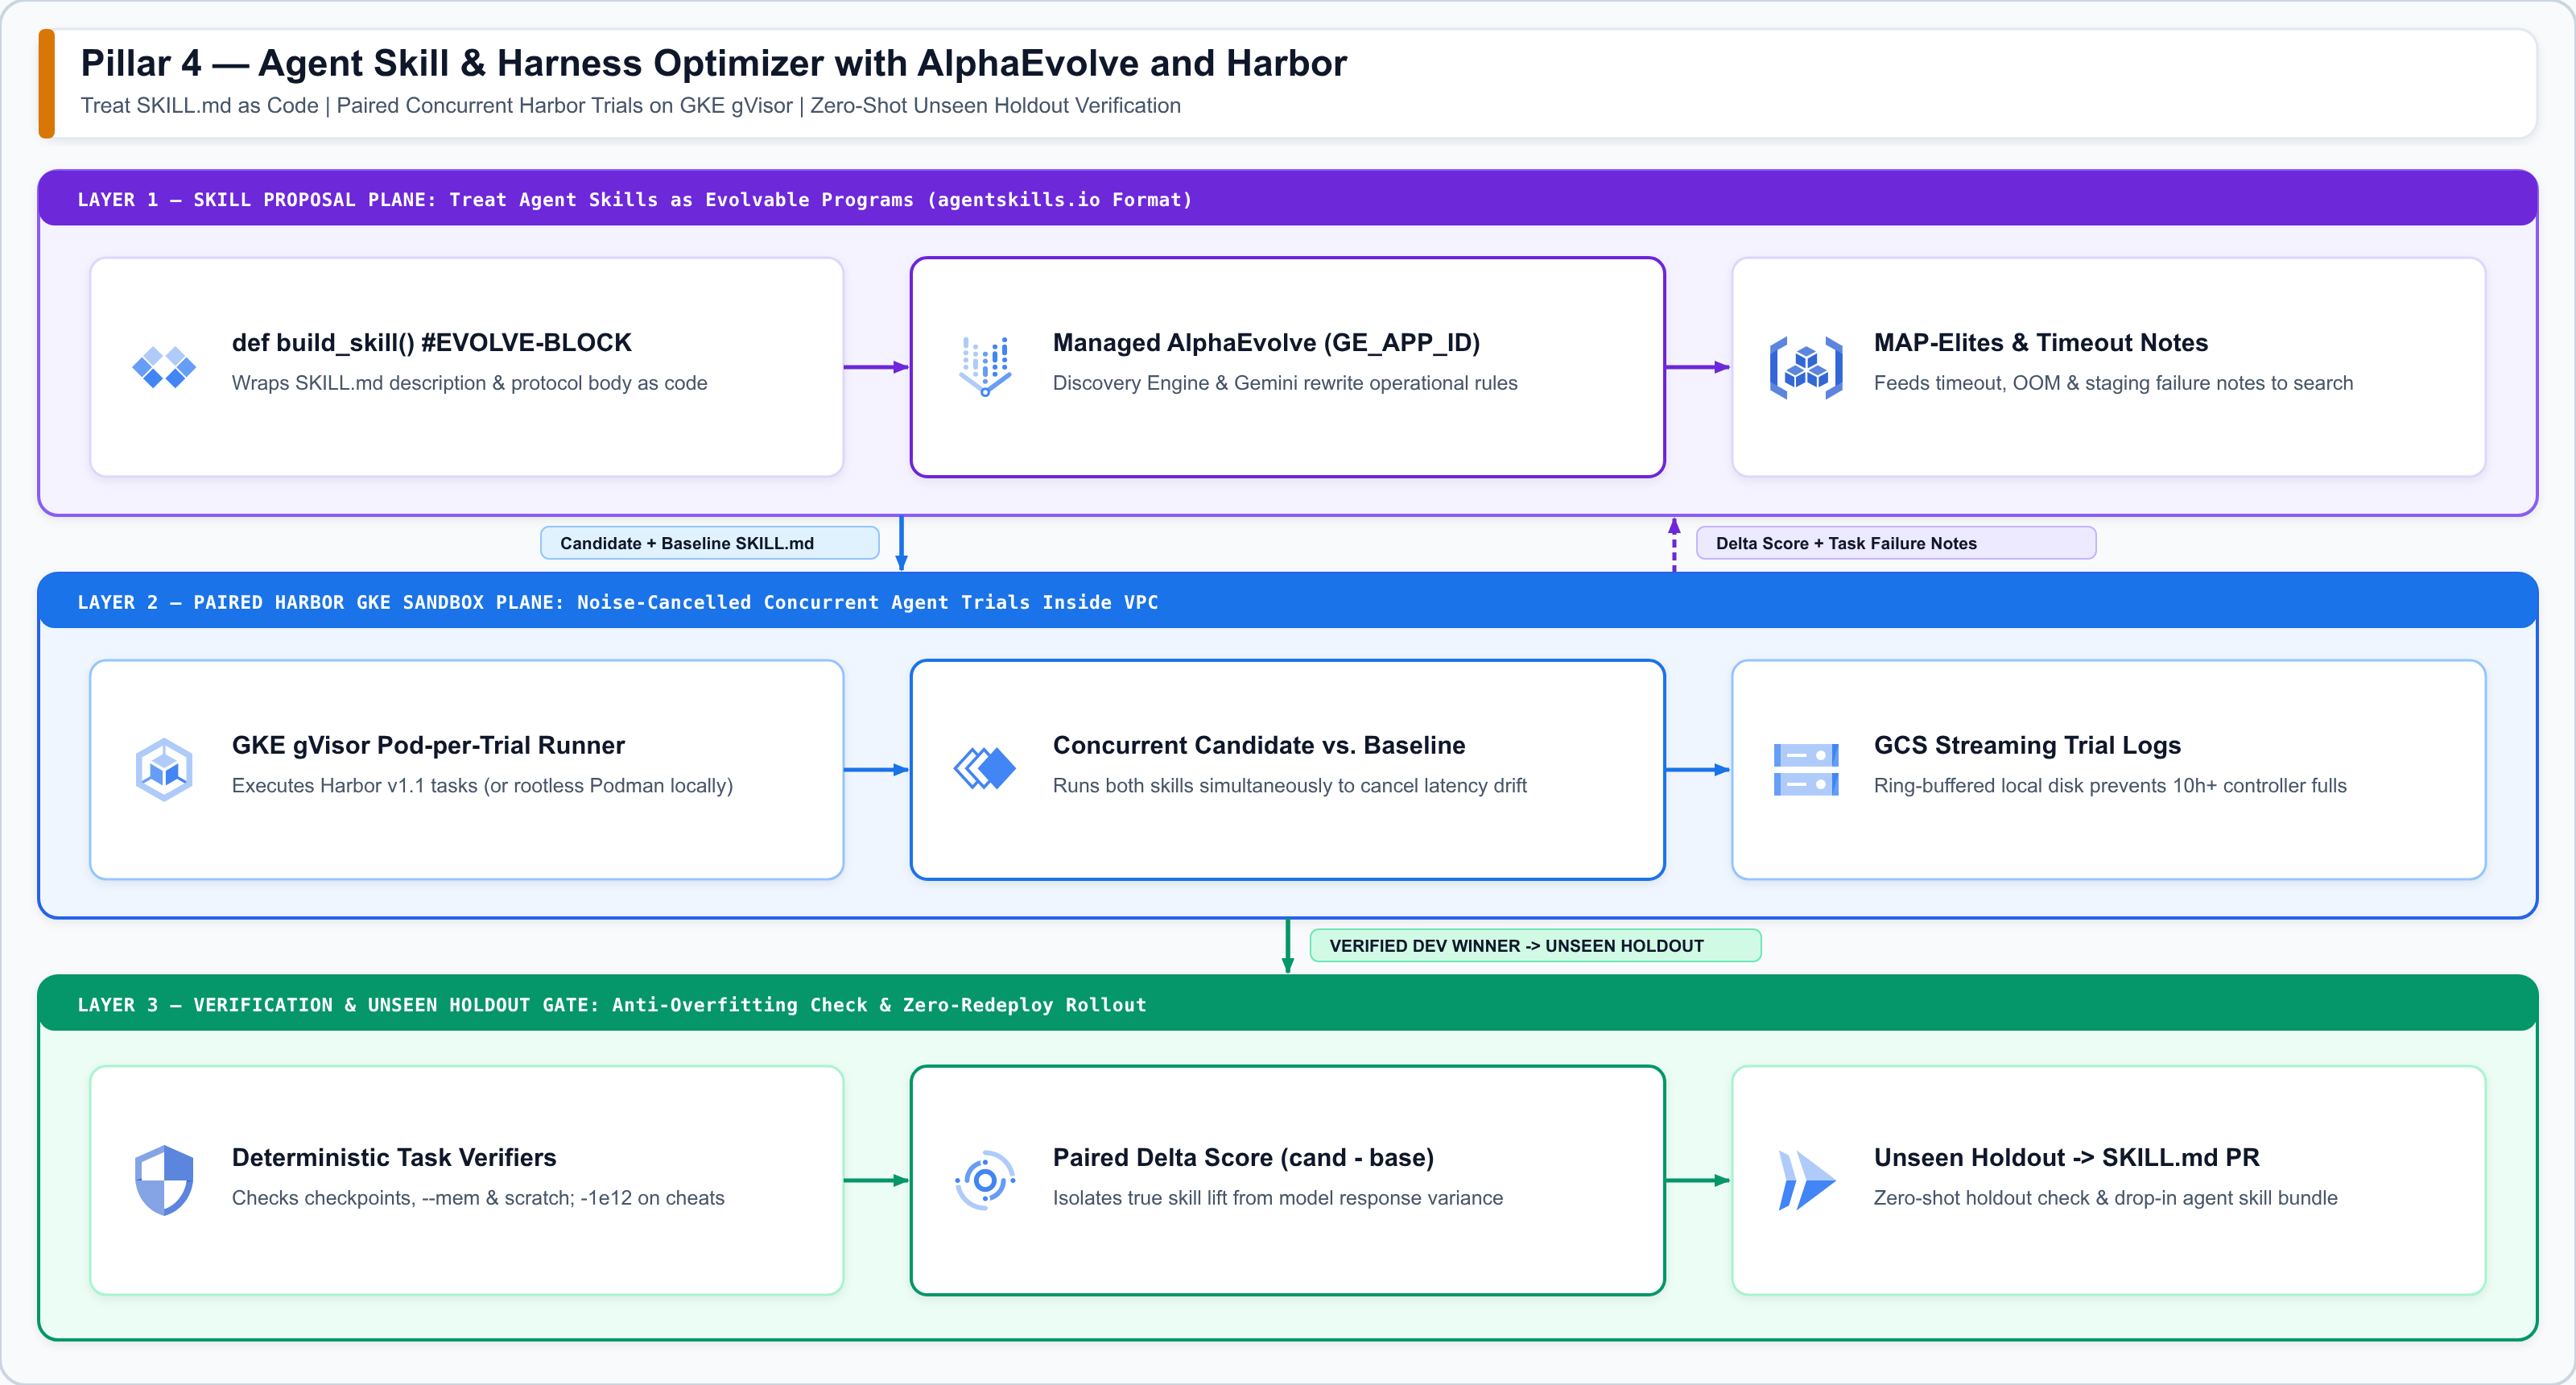 Pillar 4 — Agent Skill & Harness Optimizer with AlphaEvolve and Harbor
Treat SKILL.md as Code | Paired Concurrent Harbor Trials on GKE gVisor | Zero-Shot Unseen Holdout Verification
LAYER 1 — SKILL PROPOSAL PLANE: Treat Agent Skills as Evolvable Programs (agentskills.io Format)
def build_skill() #EVOLVE-BLOCK
Wraps SKILL.md description & protocol body as code
Managed AlphaEvolve (GE_APP_ID)
Discovery Engine & Gemini rewrite operational rules
MAP-Elites & Timeout Notes
Feeds timeout, OOM & staging failure notes to search
Candidate + Baseline SKILL.md
Delta Score + Task Failure Notes
LAYER 2 — PAIRED HARBOR GKE SANDBOX PLANE: Noise-Cancelled Concurrent Agent Trials Inside VPC
GKE gVisor Pod-per-Trial Runner
Executes Harbor v1.1 tasks (or rootless Podman locally)
Concurrent Candidate vs. Baseline
Runs both skills simultaneously to cancel latency drift
GCS Streaming Trial Logs
Ring-buffered local disk prevents 10h+ controller fulls
VERIFIED DEV WINNER -> UNSEEN HOLDOUT
LAYER 3 — VERIFICATION & UNSEEN HOLDOUT GATE: Anti-Overfitting Check & Zero-Redeploy Rollout
Deterministic Task Verifiers
Checks checkpoints, --mem & scratch; -1e12 on cheats
Paired Delta Score (cand - base)
Isolates true skill lift from model response variance
Unseen Holdout -> SKILL.md PR
Zero-shot holdout check & drop-in agent skill bundle